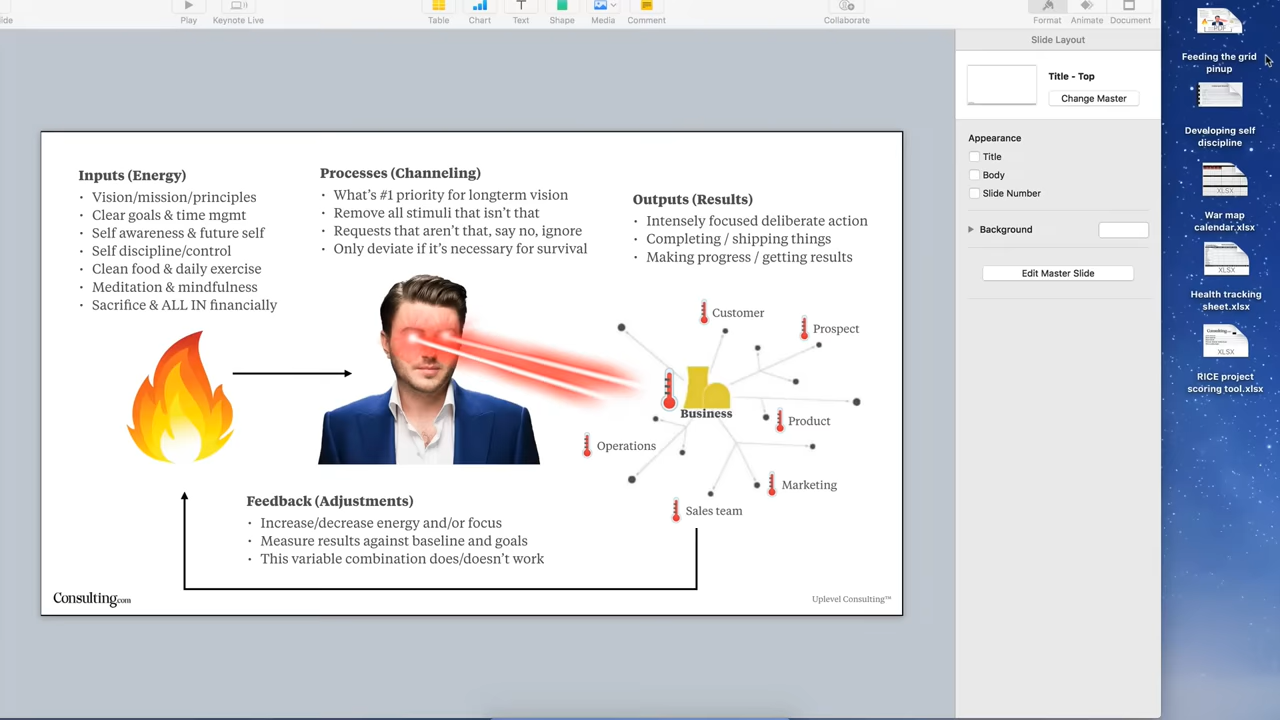 lide
Play
Keynote Live
Table
Chart
Text
Shape
Media
Comment
Collaborate
Format
Animate
Document
Slide Layout
Title - Top
Change Master
Appearance
Title
Body
Slide Number
Background
Edit Master Slide
Inputs (Energy)
· Vision/mission/principles
· Clear goals & time mgmt
· Self awareness & future self
· Self discipline/control
· Clean food & daily exercise
· Meditation & mindfulness
· Sacrifice & ALL IN financially
Processes (Channeling)
· What's #1 priority for longterm vision
· Remove all stimuli that isn't that
· Requests that aren't that, say no, ignore
· Only deviate if it's necessary for survival
Outputs (Results)
· Intensely focused deliberate action
· Completing / shipping things
· Making progress / getting results
Customer
Prospect
Business
Product
Operations
Marketing
Sales team
Feedback (Adjustments)
· Increase/decrease energy and/or focus
· Measure results against baseline and goals
· This variable combination does/doesn't work
Consulting.com
Uplevel Consulting™
PDF
Feeding the grid
pinup
Developing self
discipline
XLSX
War map
calendar.xlsx
XLSX
Health tracking
sheet.xlsx
Consulting.com
XLSX
RICE project
scoring tool.xlsx